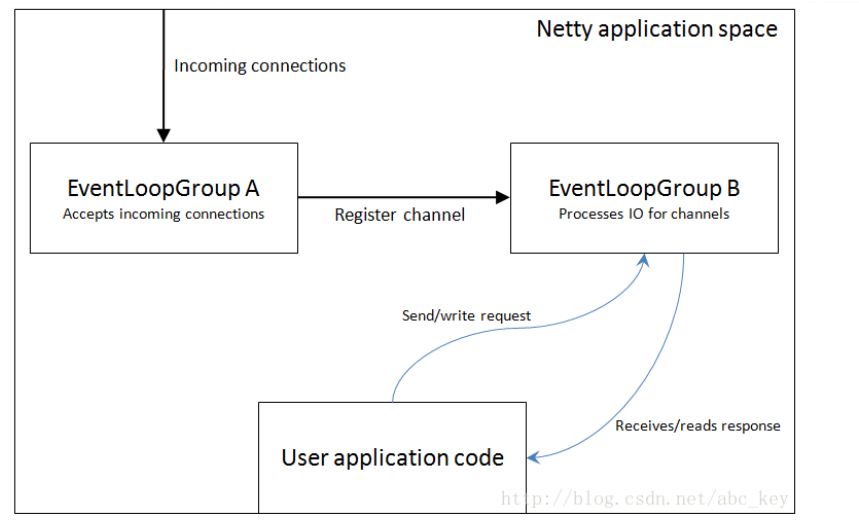 Netty application space
Incoming connections
EventLoopGroup A
Accepts incoming connections
Register channel
EventLoopGroup B
Processes IO for channels
Send/write request
Receives/reads response
User application code
http://blog.csdn.net/abc_key